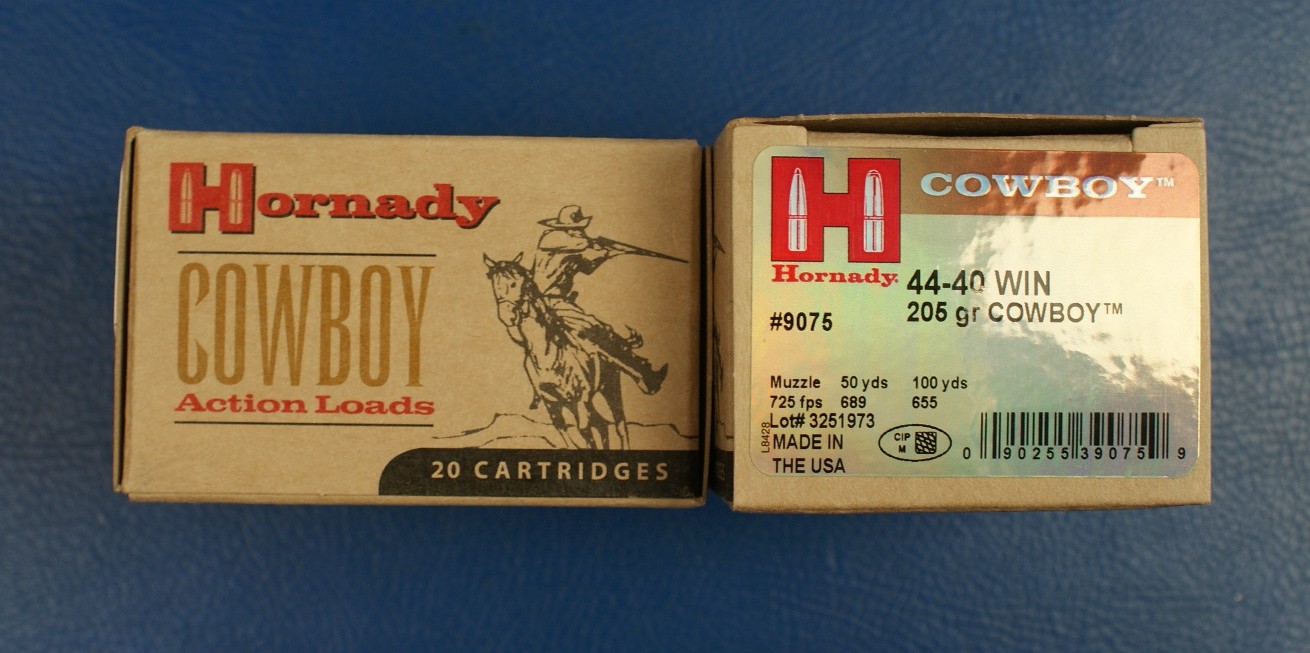 Hornady
COWBOY
Action Loads
20 CARTRIDGES
COWBOY™
Hornady
44-40 WIN
205 gr COWBOY™
#9075
Muzzle 50 yds 100 yds
725 fps 689 655
Lot# 3251973
L8428
MADE IN
THE USA
CIP
M
0 90255 39075 9